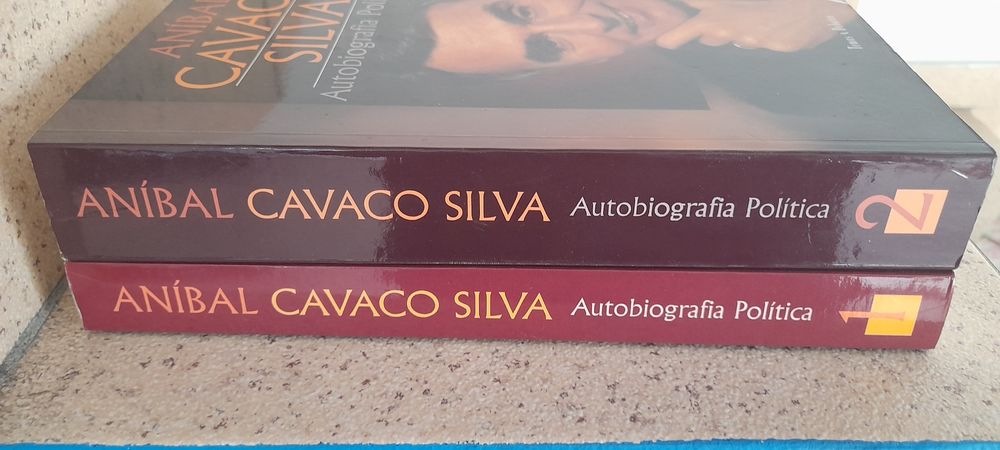 ANÍBAL
CAVACO
SILVA
Autobiografia
ANÍBAL CAVACO SILVA Autobiografia Política 2
ANÍBAL CAVACO SILVA Autobiografia Política 1